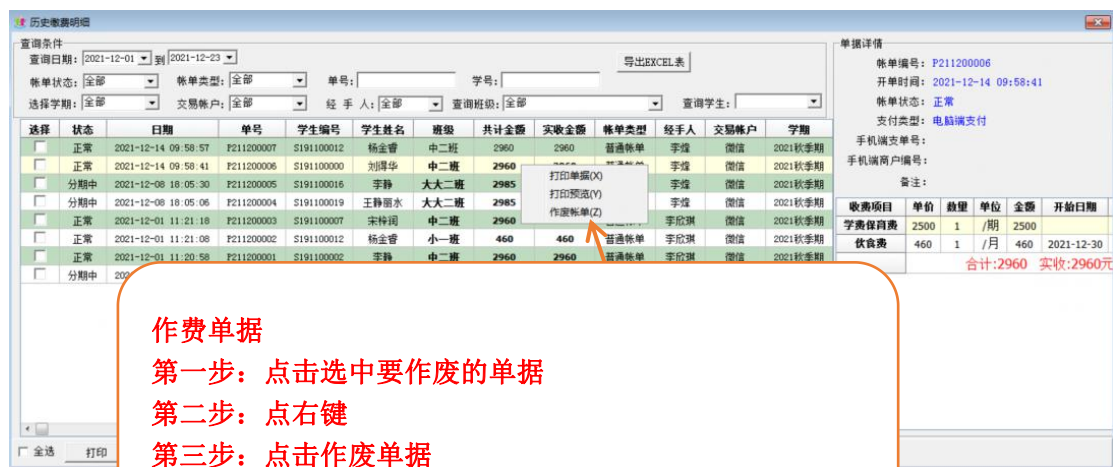 历史缴费明细
查询条件
查询日期: 2021-12-01 到 2021-12-23
导出EXCEL表
帐单状态: 全部 帐单类型: 全部 单号: 学号:
选择学期: 全部 交易帐户: 全部 经 手 人: 全部 查询班级: 全部 查询学生:
选择 状态 日期 单号 学生编号 学生姓名 班级 共计金额 实收金额 帐单类型 经手人 交易帐户 学期
正常 2021-12-14 09:58:57 P211200007 S191100012 杨金睿 中二班 2960 2960 普通帐单 李煌 微信 2021秋季期
正常 2021-12-14 09:58:41 P211200006 S191100000 刘得华 中二班 2960 李煌 微信 2021秋季期
分期中 2021-12-08 18:05:30 P211200005 S191100016 李静 大大二班 2985 李煌 微信 2021秋季期
分期中 2021-12-08 18:05:06 P211200004 S191100019 王静丽水 大大二班 2985 李煌 微信 2021秋季期
正常 2021-12-01 11:21:18 P211200003 S191100007 宋梓润 中二班 2960 李欣淇 微信 2021秋季期
正常 2021-12-01 11:21:08 P211200002 S191100012 杨金睿 小一班 460 460 普通帐单 李欣淇 微信 2021秋季期
正常 2021-12-01 11:20:58 P211200001 S191100002 李静 中二班 2960 2960 普通帐单 李欣淇 微信 2021秋季期
分期中 202
打印单据(X)
打印预览(Y)
作废帐单(Z)
单据详情
帐单编号: P211200006
开单时间: 2021-12-14 09:58:41
帐单状态: 正常
支付类型: 电脑端支付
手机端支单号:
手机端商户编号:
备注:
收费项目 单价 数里 单位 金额 开始日期
学费保育费 2500 1 /期 2500
伙食费 460 1 /月 460 2021-12-30
合计:2960 实收:2960元
作费单据
第一步：点击选中要作废的单据
第二步：点右键
第三步：点击作废单据
全选 打印